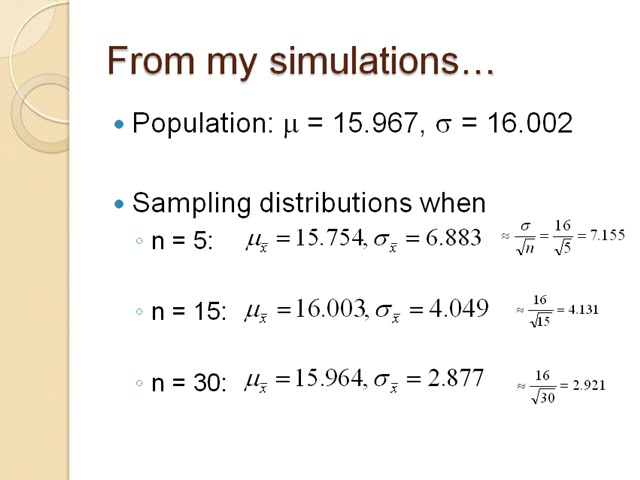 From my simulations…
• Population: μ = 15.967, σ = 16.002
• Sampling distributions when
◦ n = 5: μ_x̄ = 15.754, σ_x̄ = 6.883 ≈ σ/√n = 16/√5 = 7.155
◦ n = 15: μ_x̄ = 16.003, σ_x̄ = 4.049 ≈ 16/√15 = 4.131
◦ n = 30: μ_x̄ = 15.964, σ_x̄ = 2.877 ≈ 16/√30 = 2.921